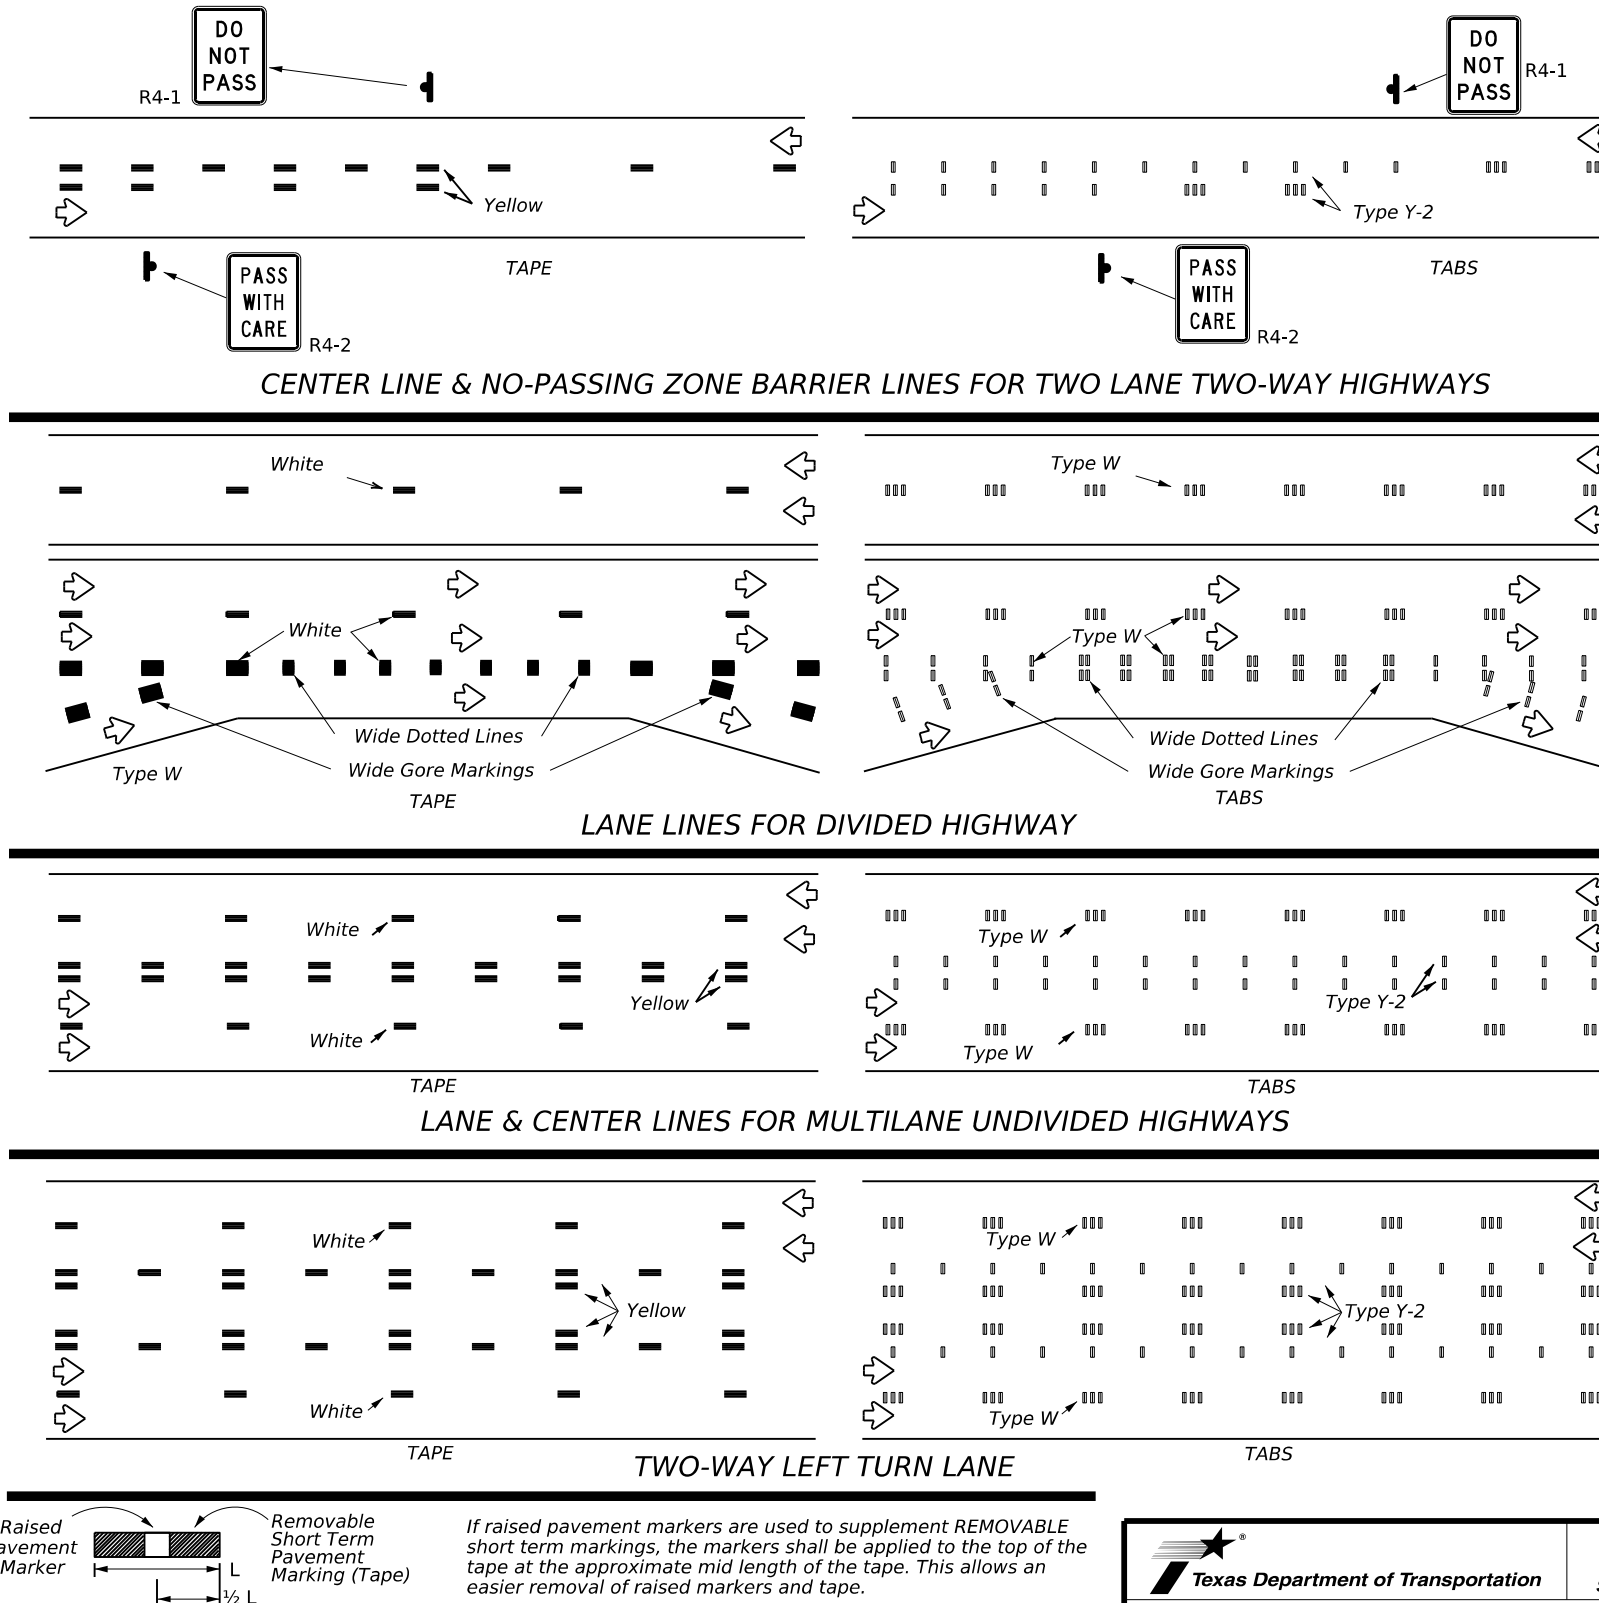 DO
NOT
PASS
R4-1
DO
NOT
PASS
R4-1
Yellow
Type Y-2
TAPE
TABS
PASS
WITH
CARE
R4-2
PASS
WITH
CARE
R4-2
CENTER LINE & NO-PASSING ZONE BARRIER LINES FOR TWO LANE TWO-WAY HIGHWAYS
White
Type W
White
Type W
Wide Dotted Lines
Wide Dotted Lines
Type W
Wide Gore Markings
Wide Gore Markings
TAPE
TABS
LANE LINES FOR DIVIDED HIGHWAY
White
Type W
Yellow
Type Y-2
White
Type W
TAPE
TABS
LANE & CENTER LINES FOR MULTILANE UNDIVIDED HIGHWAYS
White
Type W
Yellow
Type Y-2
White
Type W
TAPE
TABS
TWO-WAY LEFT TURN LANE
Raised
avement
Marker
Removable
Short Term
Pavement
Marking (Tape)
L
½ L
If raised pavement markers are used to supplement REMOVABLE
short term markings, the markers shall be applied to the top of the
tape at the approximate mid length of the tape. This allows an
easier removal of raised markers and tape.
®
Texas Department of Transportation